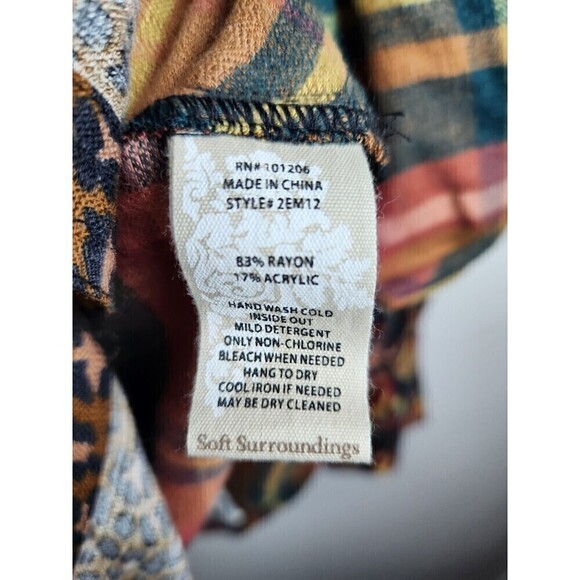 RN# 101206
MADE IN CHINA
STYLE# 2EM12
83% RAYON
17% ACRYLIC
HAND WASH COLD
INSIDE OUT
MILD DETERGENT
ONLY NON-CHLORINE
BLEACH WHEN NEEDED
HANG TO DRY
COOL IRON IF NEEDED
MAY BE DRY CLEANED
Soft Surroundings